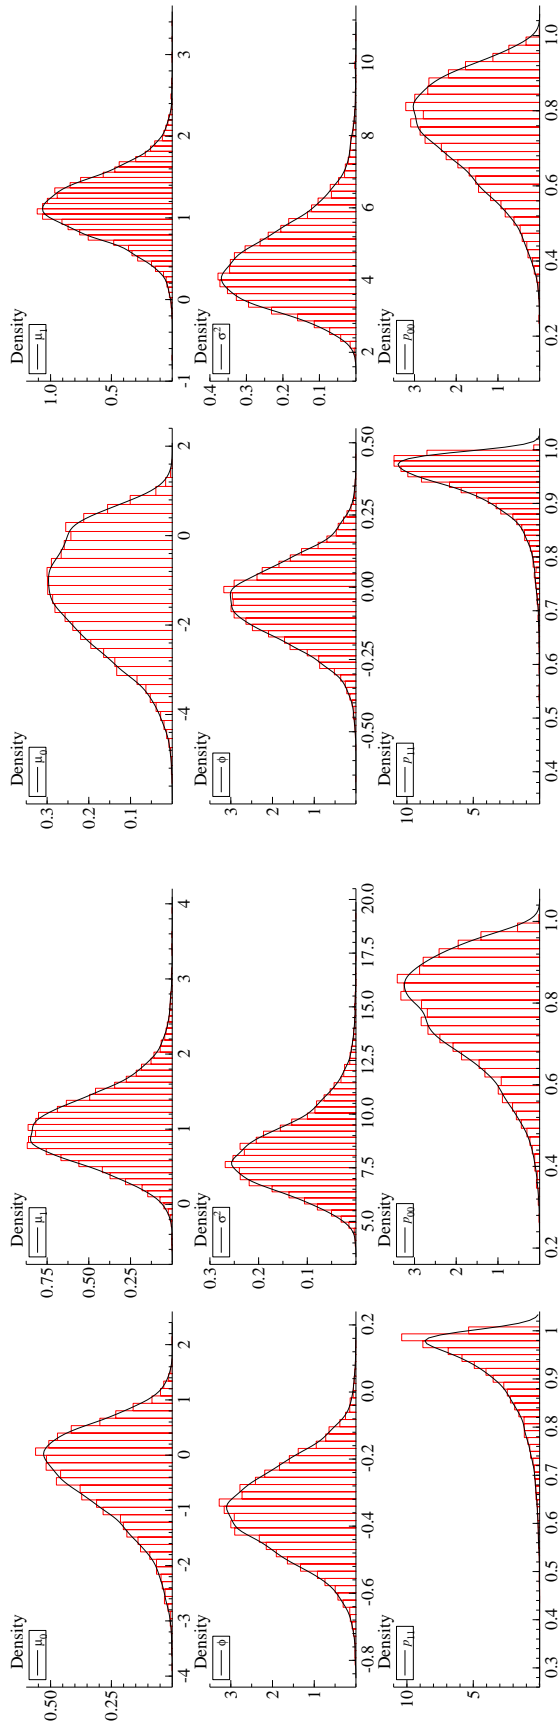 Density
μ₀
0.50
0.25
-4 -3 -2 -1 0 1 2
Density
μ₁
0.75
0.50
0.25
0 1 2 3 4
Density
μ₀
0.3
0.2
0.1
-4 -2 0 2
Density
μ₁
1.0
0.5
-1 0 1 2 3
Density
ϕ
3
2
1
-0.8 -0.6 -0.4 -0.2 0.0 0.2
Density
σ²
0.3
0.2
0.1
5.0 7.5 10.0 12.5 15.0 17.5 20.0
Density
ϕ
3
2
1
-0.50 -0.25 0.00 0.25 0.50
Density
σ²
0.4
0.3
0.2
0.1
2 4 6 8 10
Density
p₁₁
10
5
0.3 0.4 0.5 0.6 0.7 0.8 0.9 1
Density
p₀₀
3
2
1
0.2 0.4 0.6 0.8 1.0
Density
p₁₁
10
5
0.4 0.5 0.6 0.7 0.8 0.9 1.0
Density
p₀₀
3
2
1
0.2 0.4 0.6 0.8 1.0